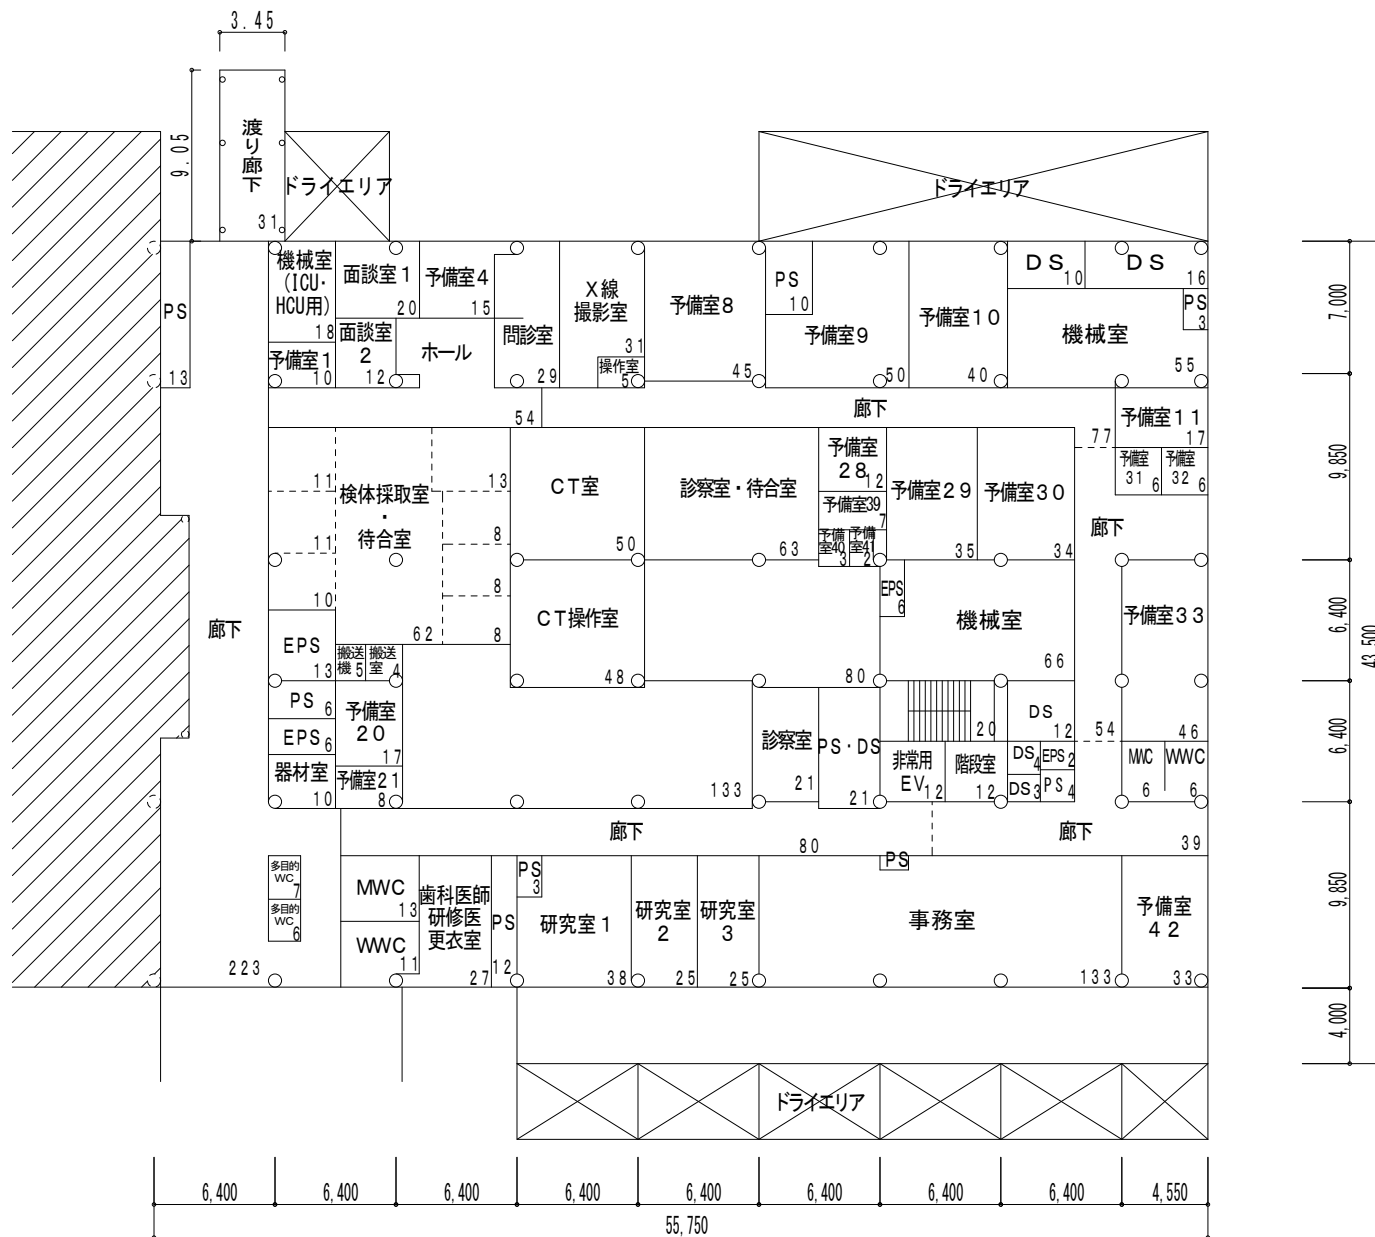 3.45
9.05
渡り廊下
31
ドライエリア
ドライエリア
PS
13
機械室
(ICU・
HCU用)
18
面談室1
20
予備室4
15
予備室1
10
面談室
2
12
ホール
問診室
29
X線
撮影室
31
操作室
5
予備室8
45
PS
10
予備室9
50
予備室10
40
DS
10
DS
16
PS
3
機械室
55
7,000
54
廊下
77
予備室11
17
予備室
31
6
予備室
32
6
廊下
11
11
10
検体採取室
・
待合室
62
13
8
8
8
CT室
50
診察室・待合室
63
予備室
28
12
予備室39
7
予備
室40
3
予備
室41
2
予備室29
35
予備室30
34
9,850
廊下
EPS
13
搬送
機5
搬送
室 4
CT操作室
48
80
EPS
6
機械室
66
予備室33
46
6,400
43,500
PS
6
EPS
6
器材室
10
予備室
20
17
予備室21
8
133
診察室
21
PS・DS
21
20
非常用
EV
12
階段室
12
DS
12
DS
4
EPS
2
DS
3
PS
4
54
MWC
6
WWC
6
6,400
廊下
80
廊下
39
多目的
WC
7
多目的
WC
6
223
MWC
13
WWC
11
歯科医師
研修医
更衣室
27
PS
12
PS
3
研究室1
38
研究室
2
25
研究室
3
25
PS
事務室
133
予備室
42
33
9,850
4,000
ドライエリア
6,400
6,400
6,400
6,400
6,400
6,400
6,400
6,400
4,550
55,750